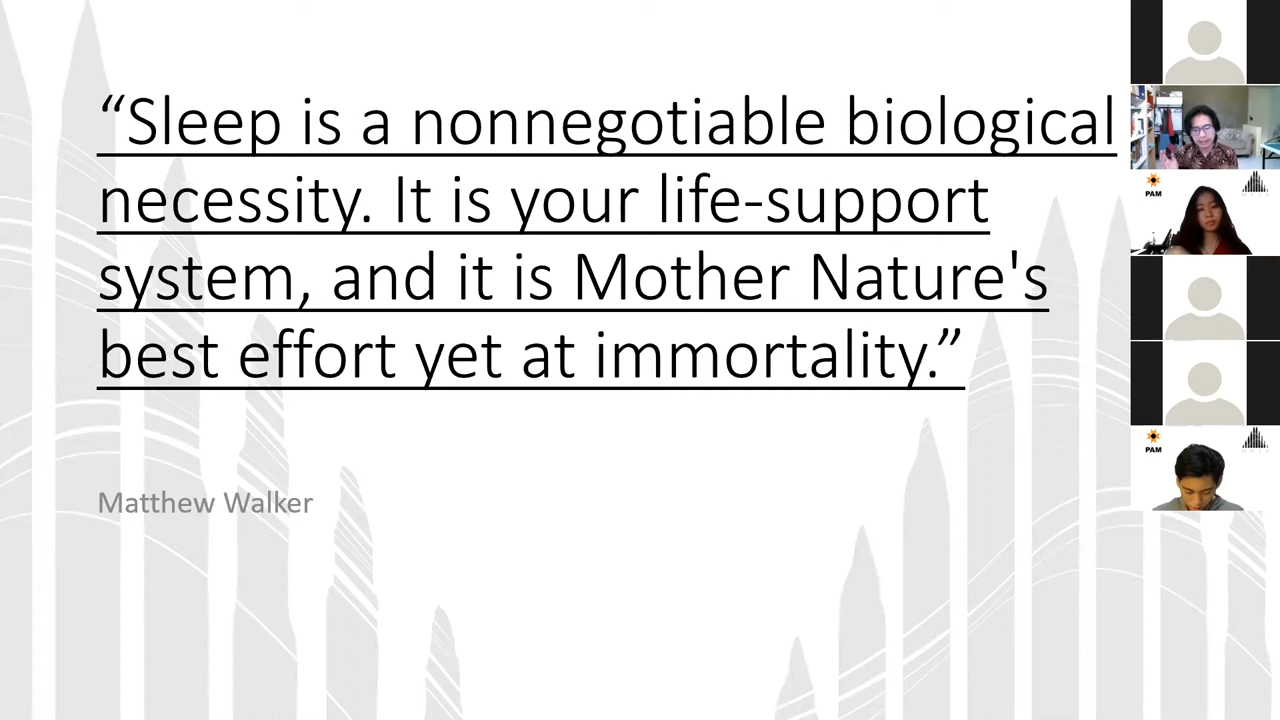 “Sleep is a nonnegotiable biological
necessity. It is your life-support
system, and it is Mother Nature's
best effort yet at immortality.”
Matthew Walker
PAM
PAM